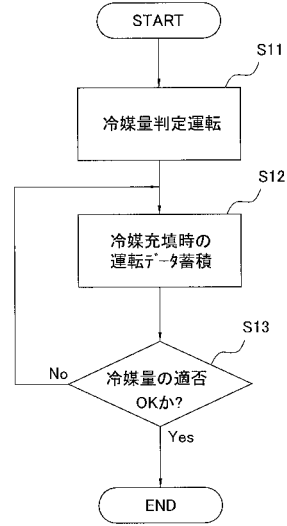 START
S11
冷媒量判定運転
S12
冷媒充填時の
運転ﾃﾞｰﾀ蓄積
S13
冷媒量の適否
OKか?
No
Yes
END